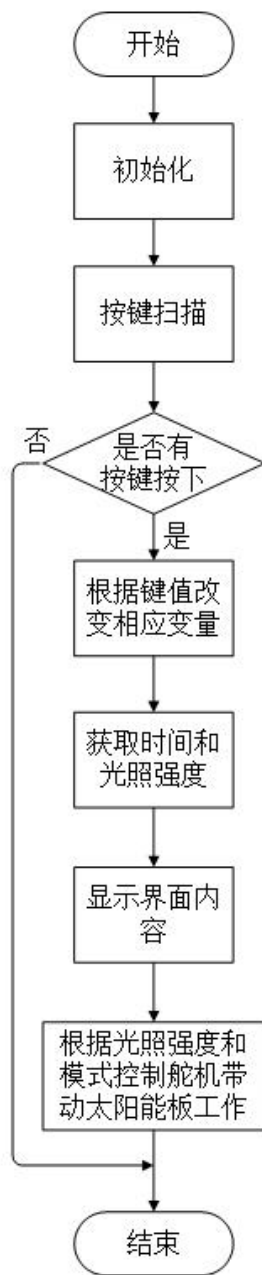 开始
初始化
按键扫描
否
是否有
按键按下
是
根据键值改
变相应变量
获取时间和
光照强度
显示界面内
容
根据光照强度和
模式控制舵机带
动太阳能板工作
结束